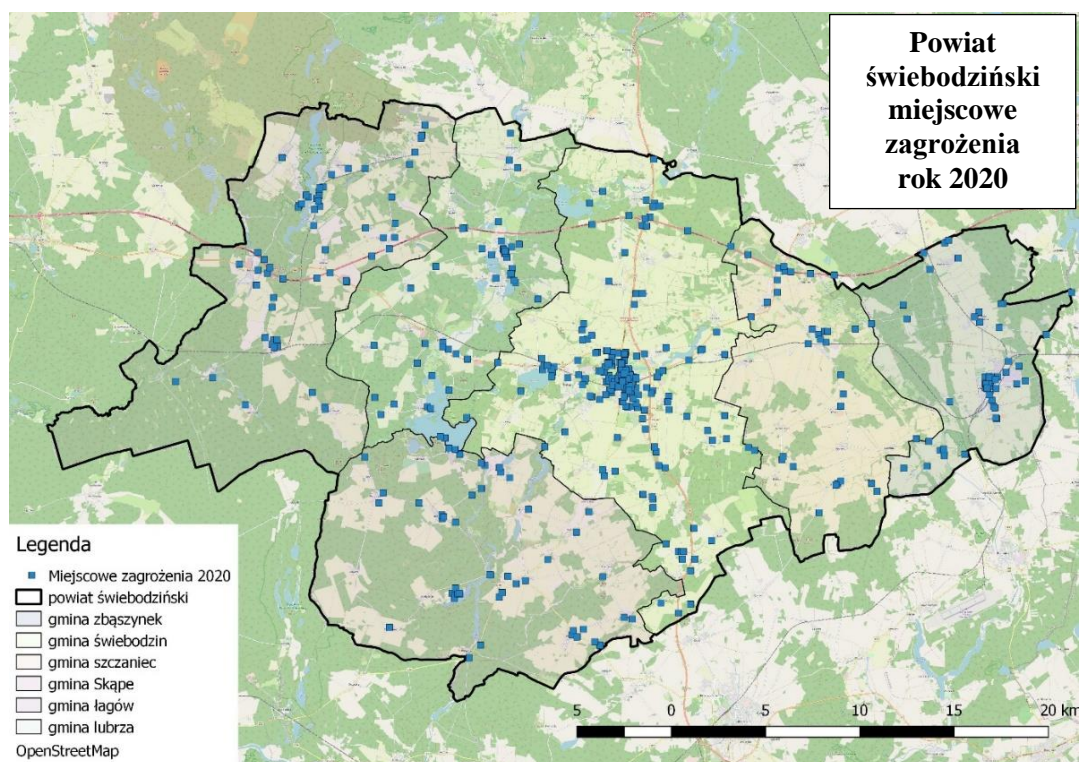 Powiat
świebodziński
miejscowe
zagrożenia
rok 2020
Legenda
Miejscowe zagrożenia 2020
powiat świebodziński
gmina zbąszynek
gmina świebodzin
gmina szczaniec
gmina Skąpe
gmina łagów
gmina lubrza
OpenStreetMap
5 0 5 10 15 20 km